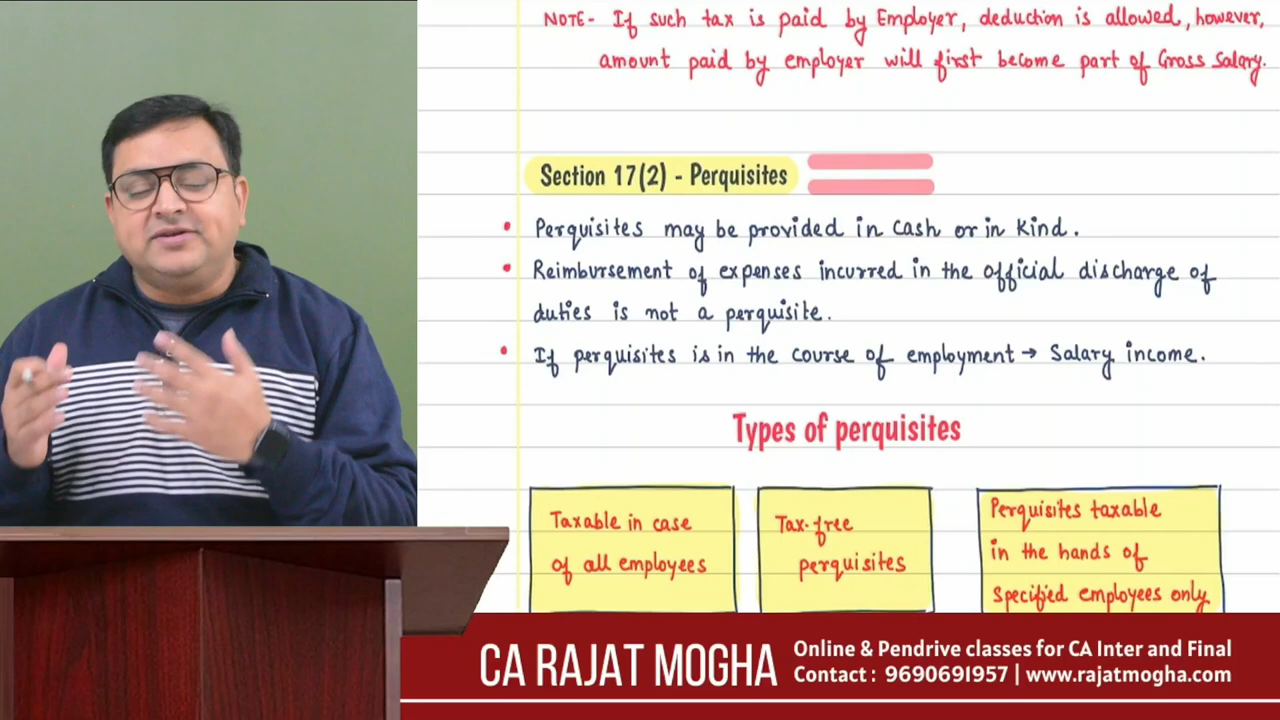 NOTE- If such tax is paid by Employer, deduction is allowed, however,
amount paid by employer will first become part of Gross Salary.
Section 17(2) - Perquisites
• Perquisites may be provided in cash or in kind.
• Reimbursement of expenses incurred in the official discharge of
duties is not a perquisite.
• If perquisites is in the course of employment → Salary income.
Types of perquisites
Taxable in case
of all employees
Tax-free
perquisites
Perquisites taxable
in the hands of
specified employees only
CA RAJAT MOGHA
Online & Pendrive classes for CA Inter and Final
Contact : 9690691957 | www.rajatmogha.com